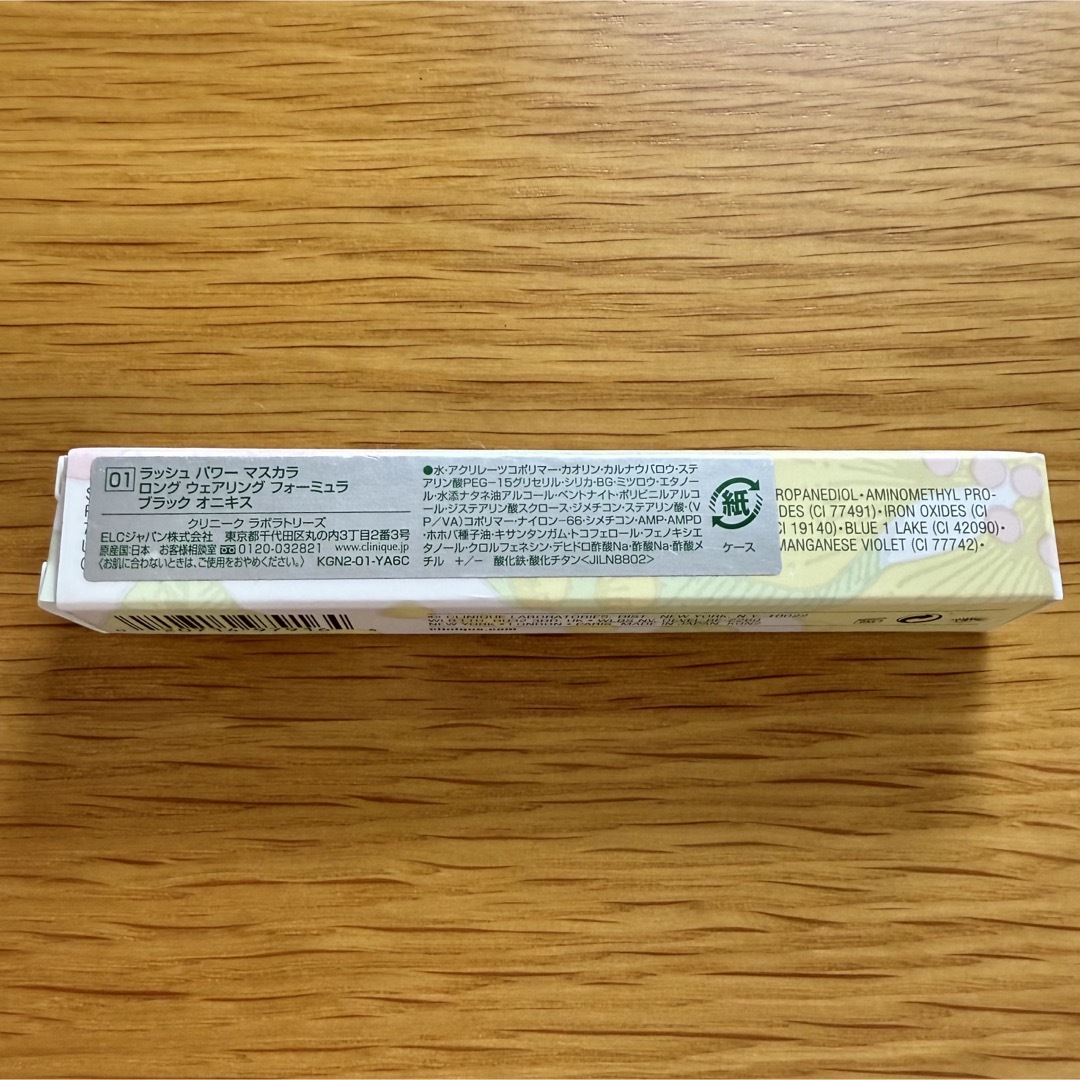 01
ラッシュ パワー マスカラ
ロング ウェアリング フォーミュラ
ブラック オニキス
クリニーク ラボラトリーズ
ELCジャパン株式会社 東京都千代田区丸の内3丁目2番3号
原産国:日本 お客様相談室 0120-032821 www.clinique.jp
〈お肌に合わないときは、ご使用をおやめください。〉 KGN2-01-YA6C
●水・アクリレーツコポリマー・カオリン・カルナウバロウ・ステ
アリン酸PEG-15グリセリル・シリカ・BG・ミツロウ・エタノー
ル・水添ナタネ油アルコール・ベントナイト・ポリビニルアルコ
ール・ジステアリン酸スクロース・ジメチコン・ステアリン酸・(V
P/VA)コポリマー・ナイロン-66・シメチコン・AMP・AMPD
・ホホバ種子油・キサンタンガム・トコフェロール・フェノキシエ
タノール・クロルフェネシン・デヒドロ酢酸Na・酢酸Na・酢酸メ
チル +/- 酸化鉄・酸化チタン<JILN8802>
紙
ケース
ROPANEDIOL・AMINOMETHYL PRO-
DES (CI 77491)・IRON OXIDES (CI
CI 19140)・BLUE 1 LAKE (CI 42090)・
MANGANESE VIOLET (CI 77742)・